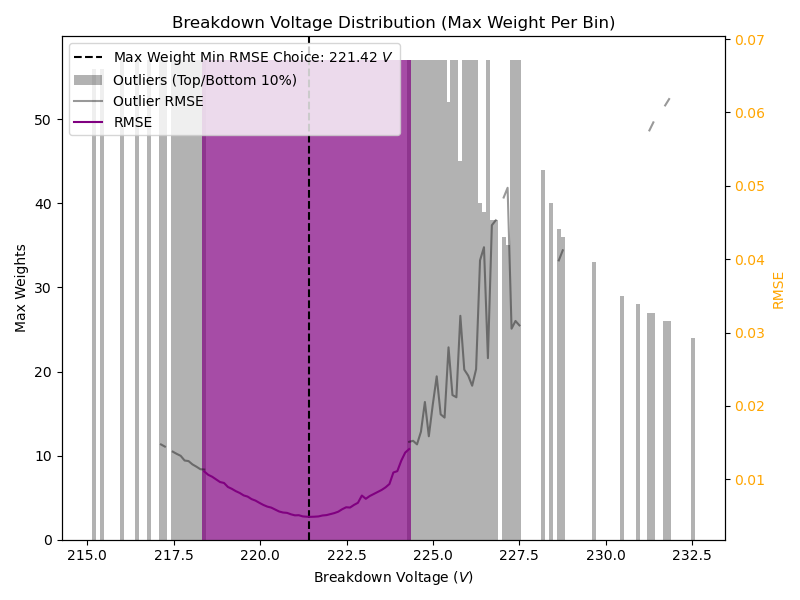 Breakdown Voltage Distribution (Max Weight Per Bin)
Max Weight Min RMSE Choice: 221.42 V
Outliers (Top/Bottom 10%)
Outlier RMSE
RMSE
Max Weights
50
40
30
20
10
0
0.07
0.06
0.05
0.04
0.03
0.02
0.01
RMSE
215.0 217.5 220.0 222.5 225.0 227.5 230.0 232.5
Breakdown Voltage (V)